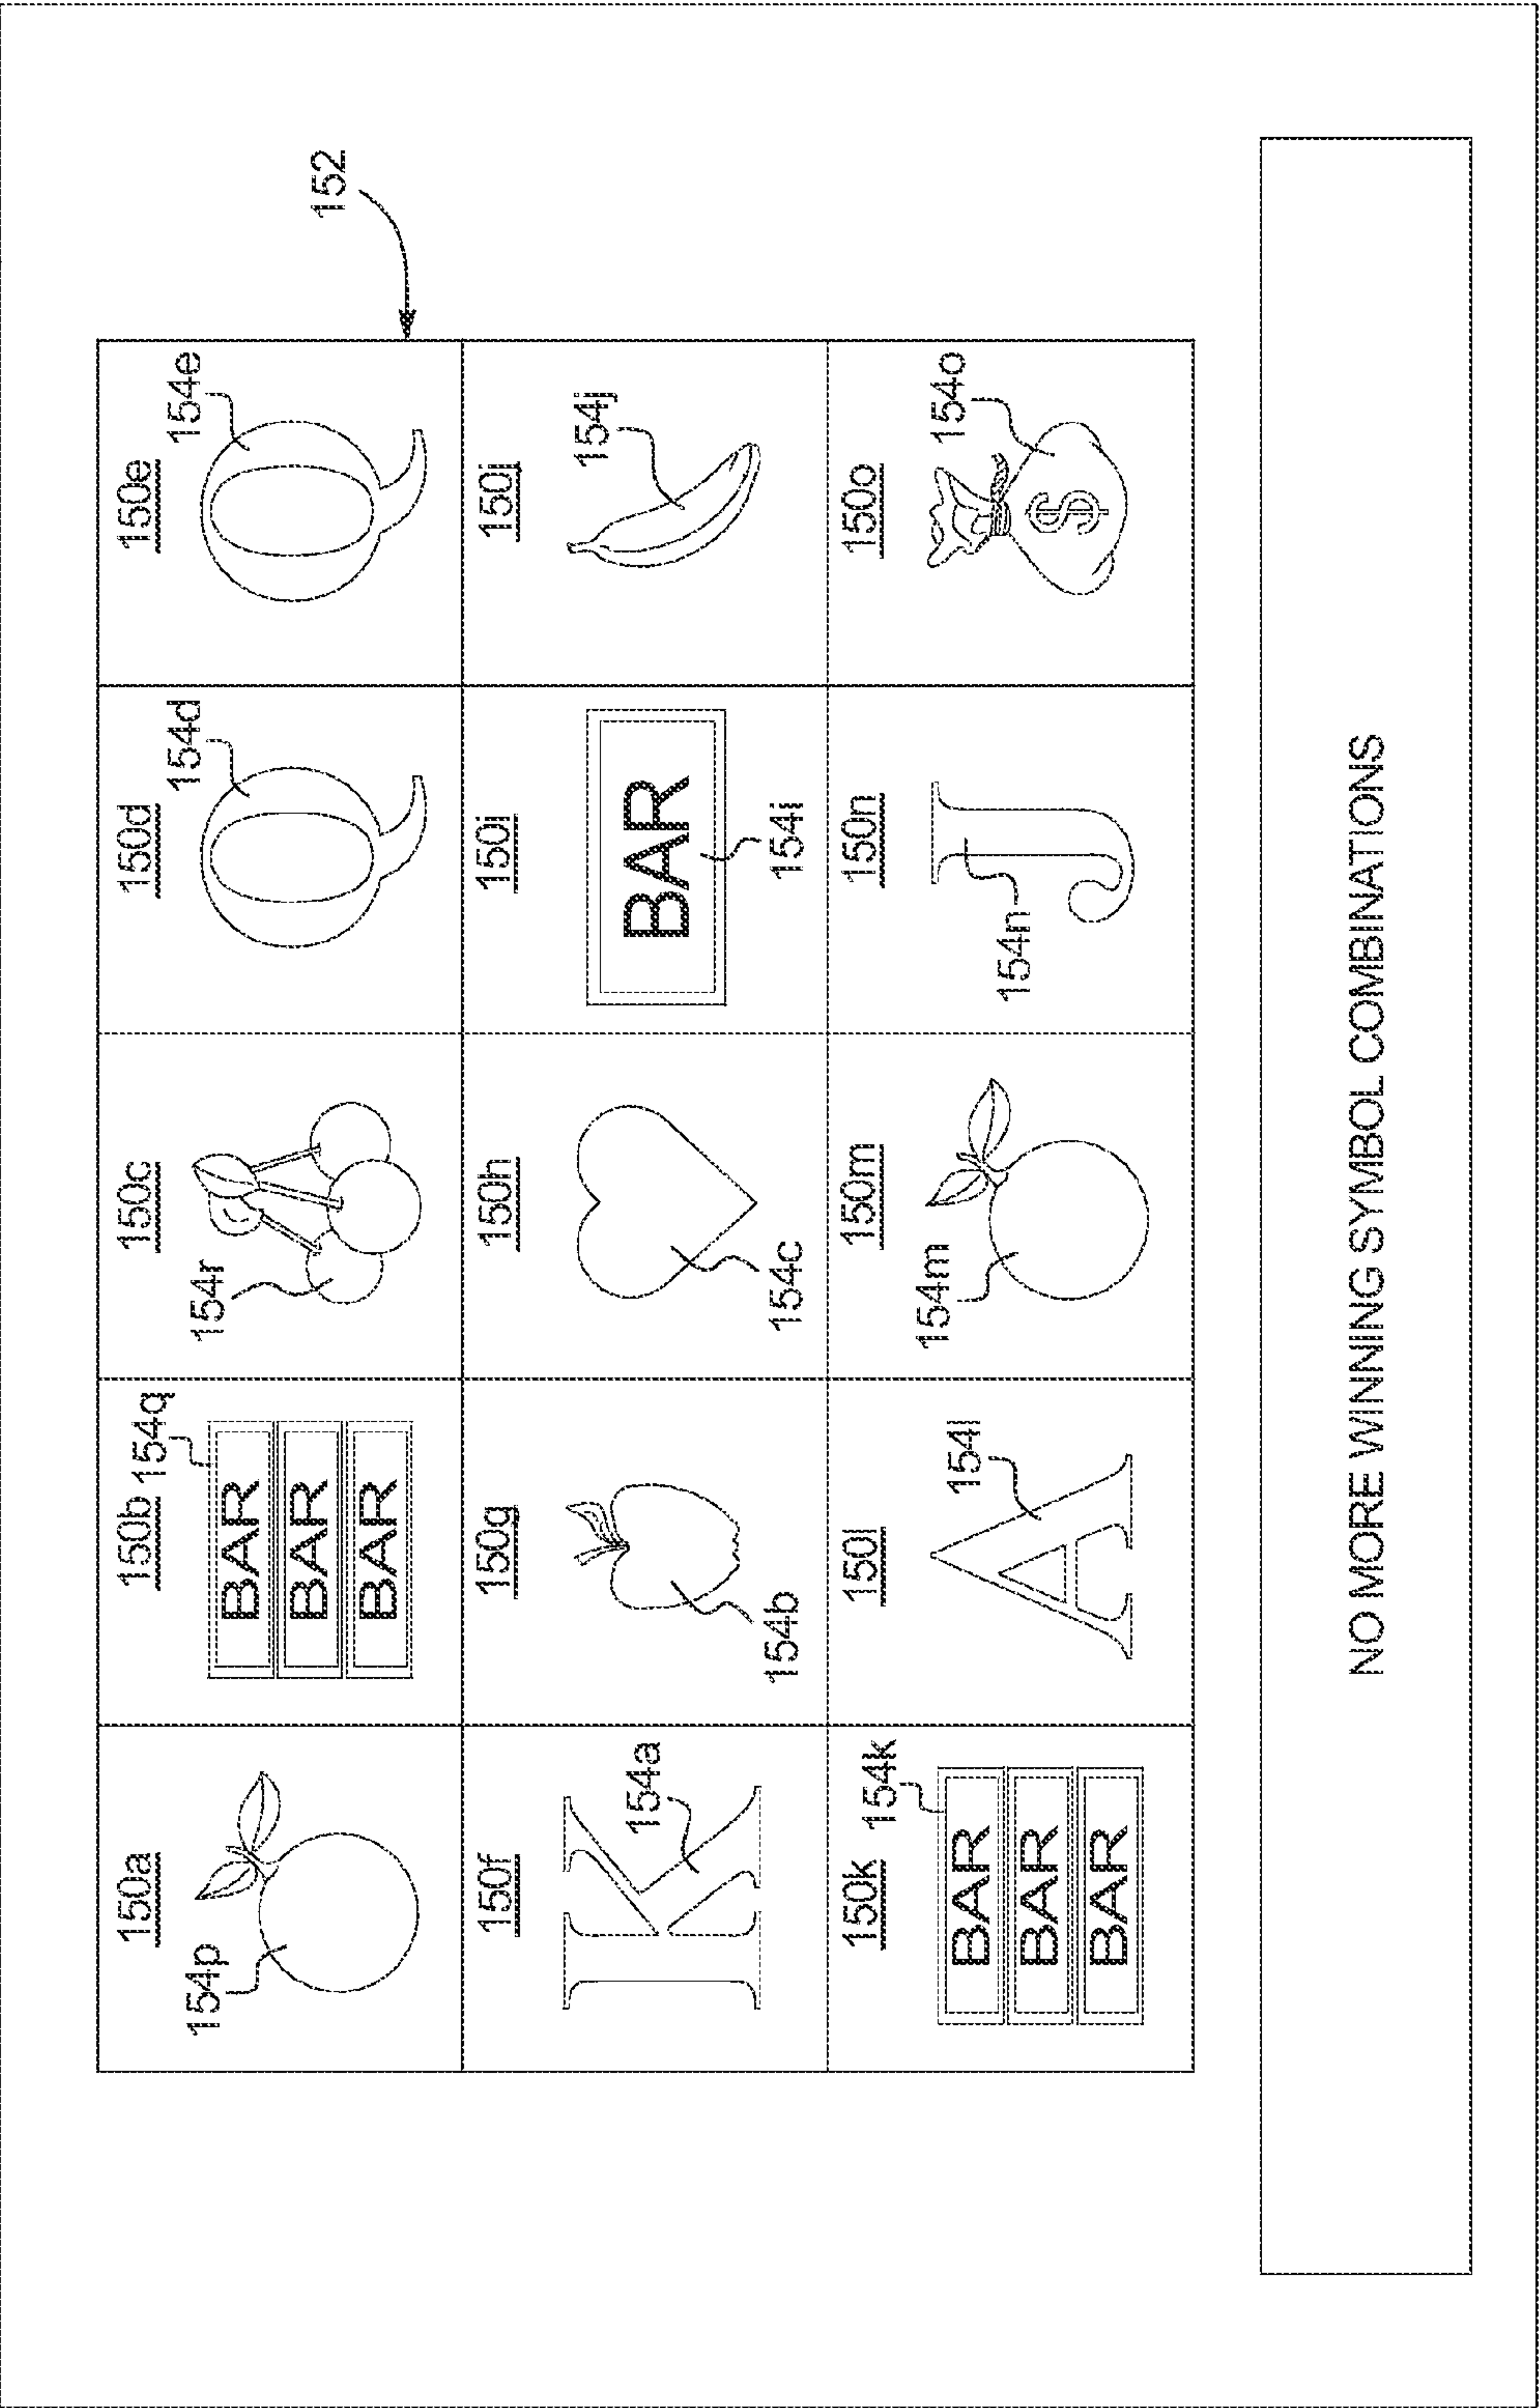 152
150a 150b 154q 150c 150d 150e
154p BAR 154r 154d 154e
BAR
BAR
Q Q
150f 150g 150h 150i 150j
K 154a 154b 154c BAR 154i 154j
150k 150l 150m 150n 150o
154k 154l 154m 154n 154o
BAR A J $
BAR
BAR
NO MORE WINNING SYMBOL COMBINATIONS